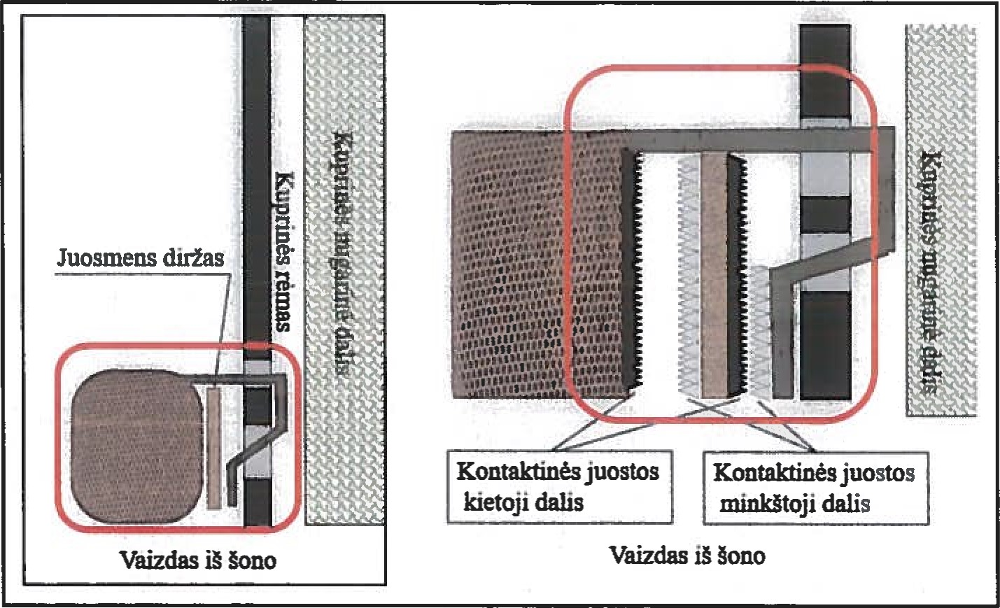 Juosmens diržas
Kuprinės rėmas
Kuprinės nugarinė dalis
Vaizdas iš šono
Kuprinės nugarinė dalis
Kontaktinės juostos
kietoji dalis
Kontaktinės juostos
minkštoji dalis
Vaizdas iš šono